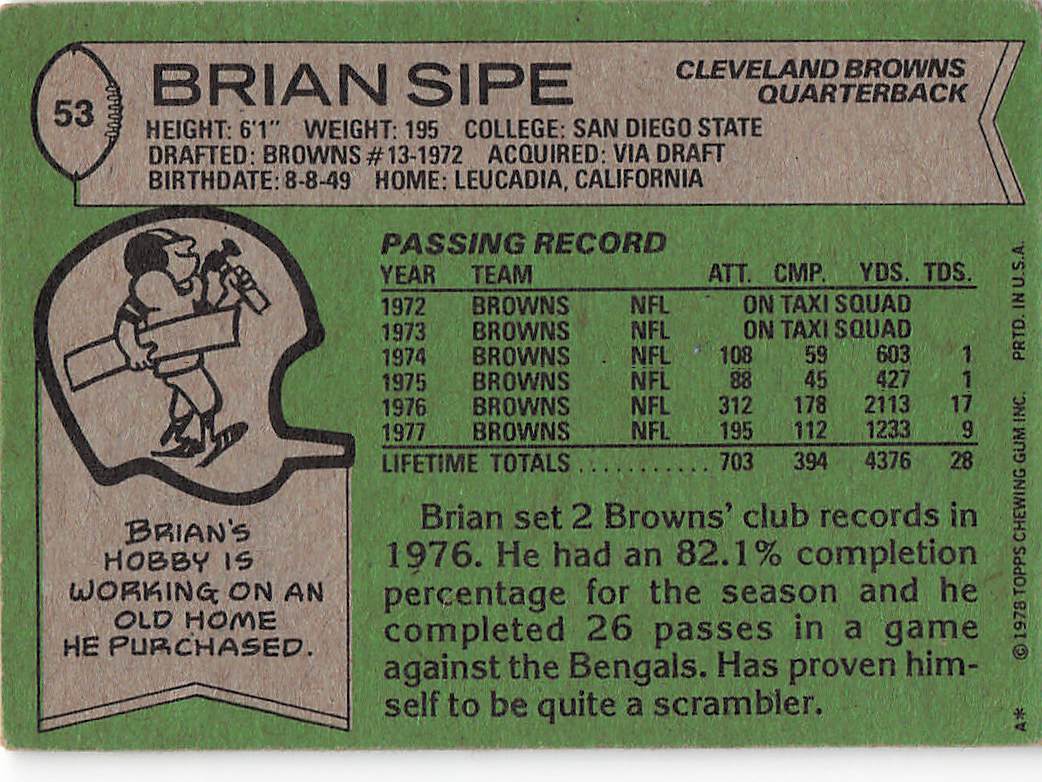 53
BRIAN SIPE
CLEVELAND BROWNS
QUARTERBACK
HEIGHT: 6'1" WEIGHT: 195 COLLEGE: SAN DIEGO STATE
DRAFTED: BROWNS #13-1972 ACQUIRED: VIA DRAFT
BIRTHDATE: 8-8-49 HOME: LEUCADIA, CALIFORNIA
PASSING RECORD
YEAR TEAM ATT. CMP. YDS. TDS.
1972 BROWNS NFL ON TAXI SQUAD
1973 BROWNS NFL ON TAXI SQUAD
1974 BROWNS NFL 108 59 603 1
1975 BROWNS NFL 88 45 427 1
1976 BROWNS NFL 312 178 2113 17
1977 BROWNS NFL 195 112 1233 9
LIFETIME TOTALS ........... 703 394 4376 28
BRIAN'S
HOBBY IS
WORKING ON AN
OLD HOME
HE PURCHASED.
Brian set 2 Browns' club records in
1976. He had an 82.1% completion
percentage for the season and he
completed 26 passes in a game
against the Bengals. Has proven him-
self to be quite a scrambler.
A* © 1978 TOPPS CHEWING GUM INC. PRTD. IN U.S.A.